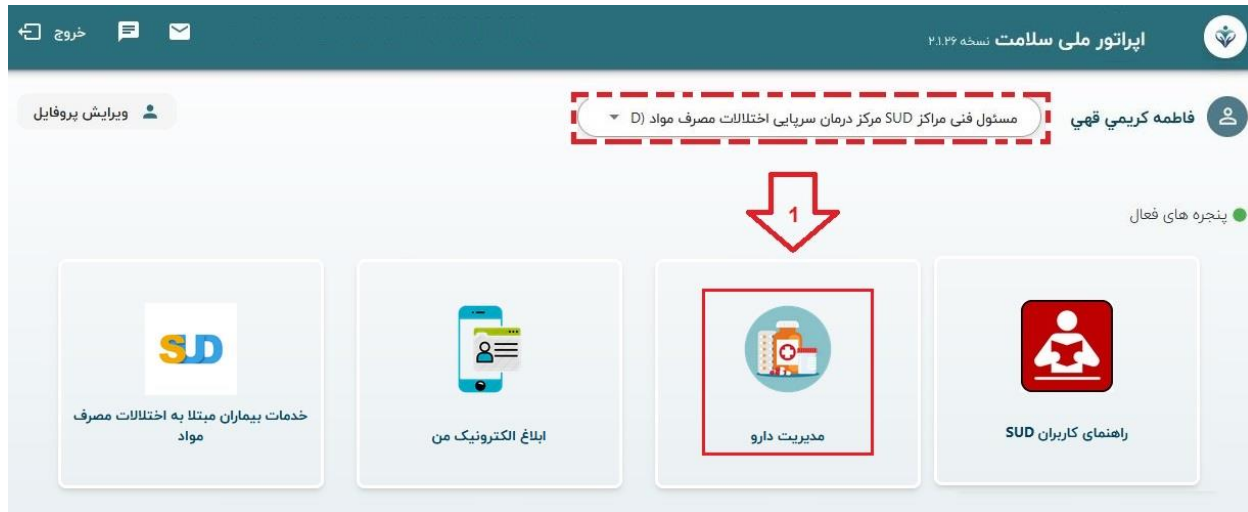 اپراتور ملی سلامت نسخه ۲.۱.۲۶
خروج
فاطمه کریمي قهي
مسئول فنی مراکز SUD مرکز درمان سرپایی اختلالات مصرف مواد (D
ویرایش پروفایل
پنجره های فعال
1
راهنمای کاربران SUD
مدیریت دارو
ابلاغ الکترونیک من
SUD
خدمات بیماران مبتلا به اختلالات مصرف
مواد